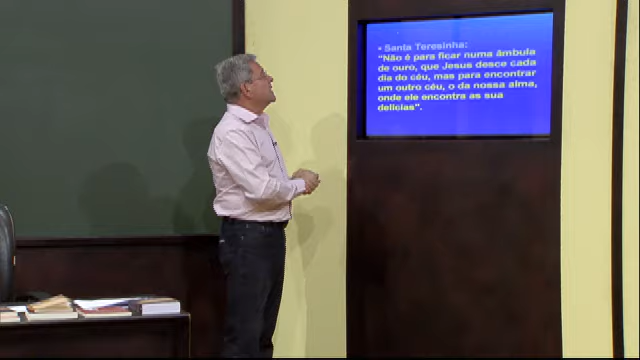 • Santa Teresinha:
"Não é para ficar numa âmbula
de ouro, que Jesus desce cada
dia do céu, mas para encontrar
um outro céu, o da nossa alma,
onde ele encontra as sua
delícias".